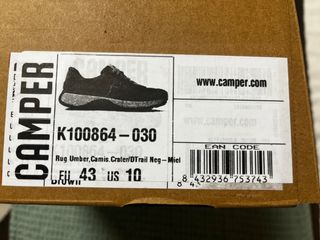 CAMPER
www.camper.com
K100864-030
Rug Umber,Camis.Crater/DTrail Neg-Miel
EU 43 US 10
Brown
EAN CODE
8 432936 753743